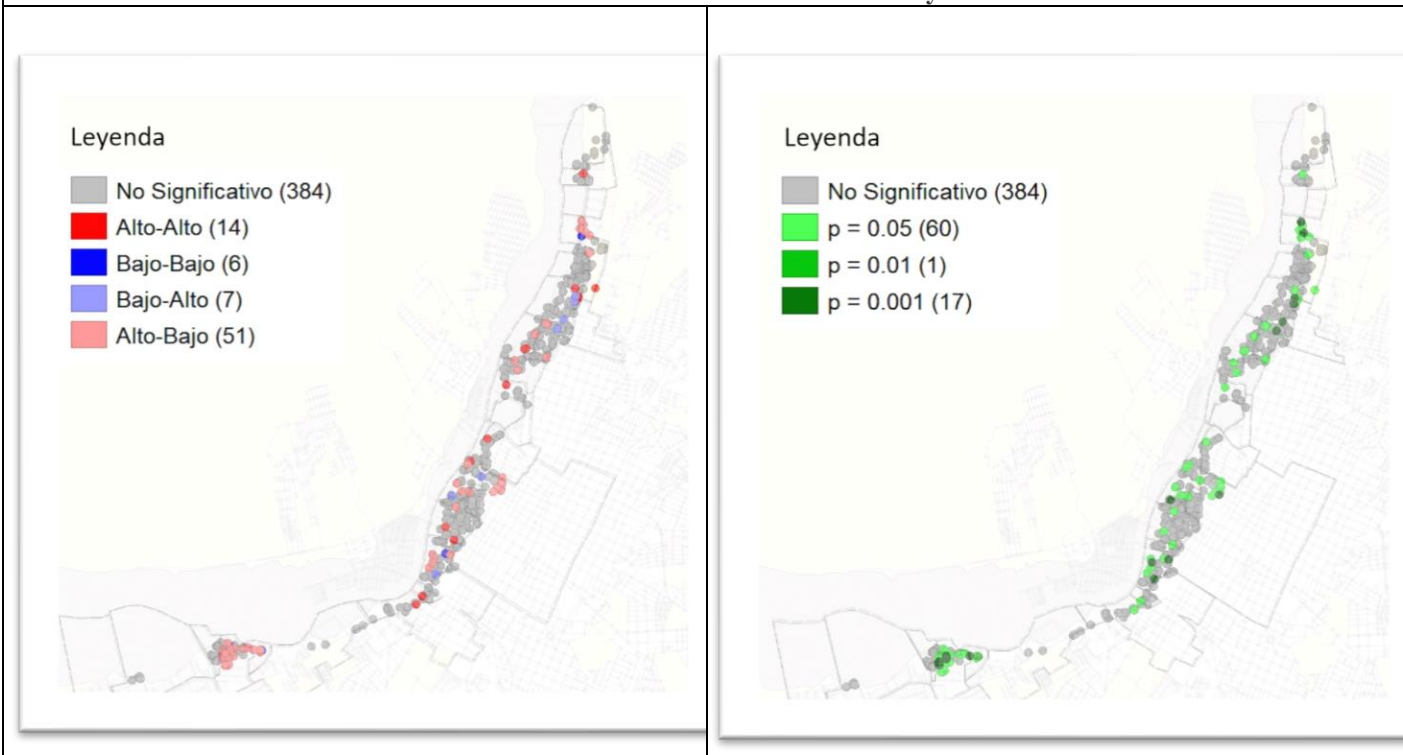 Leyenda
No Significativo (384)
Alto-Alto (14)
Bajo-Bajo (6)
Bajo-Alto (7)
Alto-Bajo (51)
Leyenda
No Significativo (384)
p = 0.05 (60)
p = 0.01 (1)
p = 0.001 (17)